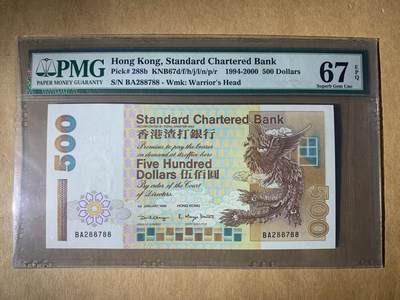 PMG
PAPER MONEY GUARANTY
Hong Kong, Standard Chartered Bank
Pick# 288b KNB67d/f/h/j/l/n/p/r 1994-2000 500 Dollars
S/N BA288788 - Wmk: Warrior's Head
67 EPQ
Superb Gem Unc
500
Standard Chartered Bank
香港渣打銀行
Promises to pay the bearer
on demand at its office here
Five Hundred
Dollars 伍佰圓
By order of the Court
of Directors.
1ST JANUARY
HONG KONG
BA288788
BA288788
500